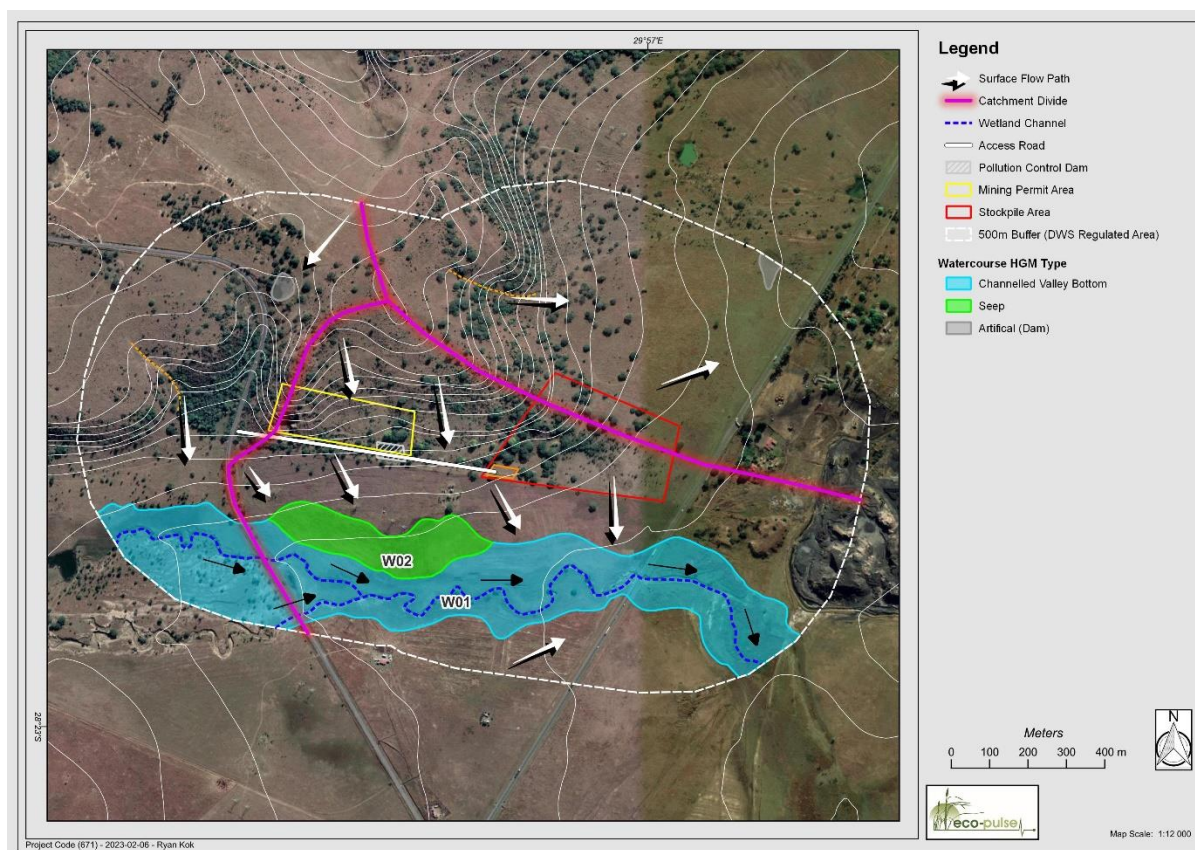 29°57'E
28°23'S
W02
W01
Legend
Surface Flow Path
Catchment Divide
Wetland Channel
Access Road
Pollution Control Dam
Mining Permit Area
Stockpile Area
500m Buffer (DWS Regulated Area)
Watercourse HGM Type
Channelled Valley Bottom
Seep
Artifical (Dam)
Meters
0 100 200 300 400 m
N
eco-pulse
Map Scale: 1:12 000
Project Code (671) - 2023-02-06 - Ryan Kok